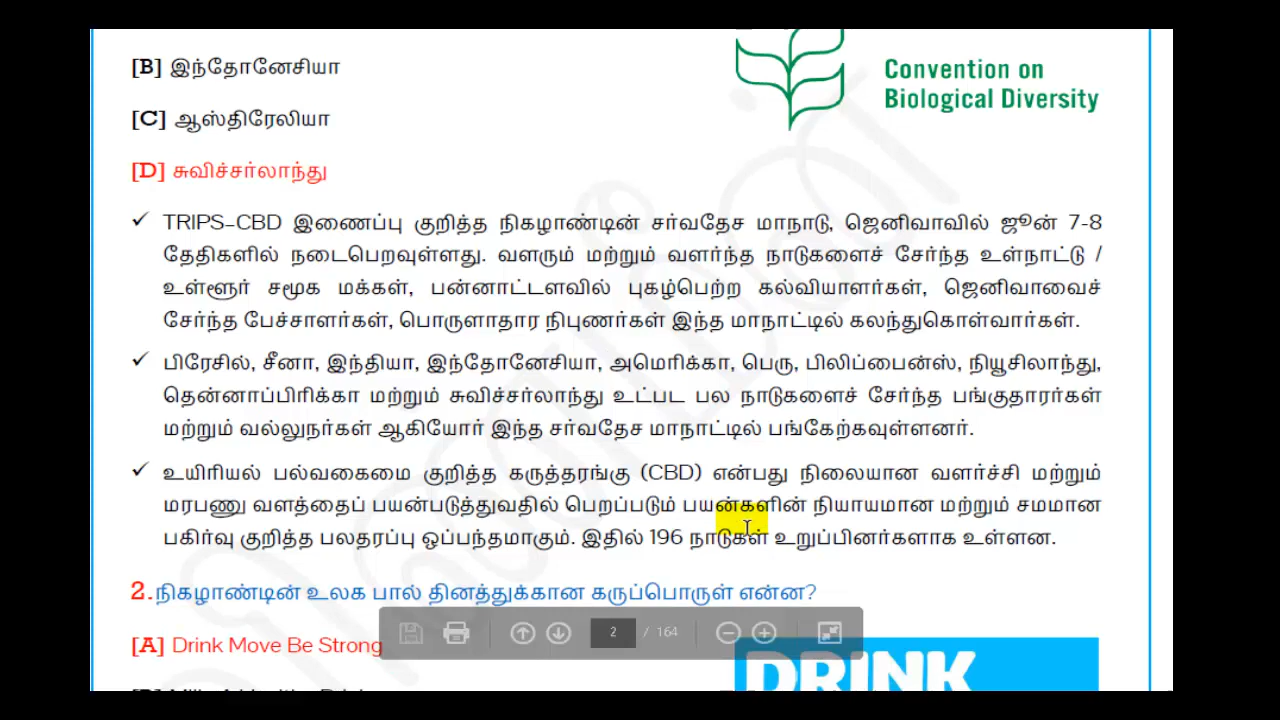 [B] இந்தோனேசியா
Convention on
Biological Diversity
[C] ஆஸ்திரேலியா
[D] சுவிச்சர்லாந்து
✓ TRIPS-CBD இணைப்பு குறித்த நிகழாண்டின் சர்வதேச மாநாடு, ஜெனிவாவில் ஜூன் 7-8
தேதிகளில் நடைபெறவுள்ளது. வளரும் மற்றும் வளர்ந்த நாடுகளைச் சேர்ந்த உள்நாட்டு /
உள்ளூர் சமூக மக்கள், பன்னாட்டளவில் புகழ்பெற்ற கல்வியாளர்கள், ஜெனிவாவைச்
சேர்ந்த பேச்சாளர்கள், பொருளாதார நிபுணர்கள் இந்த மாநாட்டில் கலந்துகொள்வார்கள்.
✓ பிரேசில், சீனா, இந்தியா, இந்தோனேசியா, அமெரிக்கா, பெரு, பிலிப்பைன்ஸ், நியூசிலாந்து,
தென்னாப்பிரிக்கா மற்றும் சுவிச்சர்லாந்து உட்பட பல நாடுகளைச் சேர்ந்த பங்குதாரர்கள்
மற்றும் வல்லுநர்கள் ஆகியோர் இந்த சர்வதேச மாநாட்டில் பங்கேற்கவுள்ளனர்.
✓ உயிரியல் பல்வகைமை குறித்த கருத்தரங்கு (CBD) என்பது நிலையான வளர்ச்சி மற்றும்
மரபணு வளத்தைப் பயன்படுத்துவதில் பெறப்படும் பயன்களின் நியாயமான மற்றும் சமமான
பகிர்வு குறித்த பலதரப்பு ஒப்பந்தமாகும். இதில் 196 நாடுகள் உறுப்பினர்களாக உள்ளன.
2.நிகழாண்டின் உலக பால் தினத்துக்கான கருப்பொருள் என்ன?
2 / 164
[A] Drink Move Be Strong
DRINK